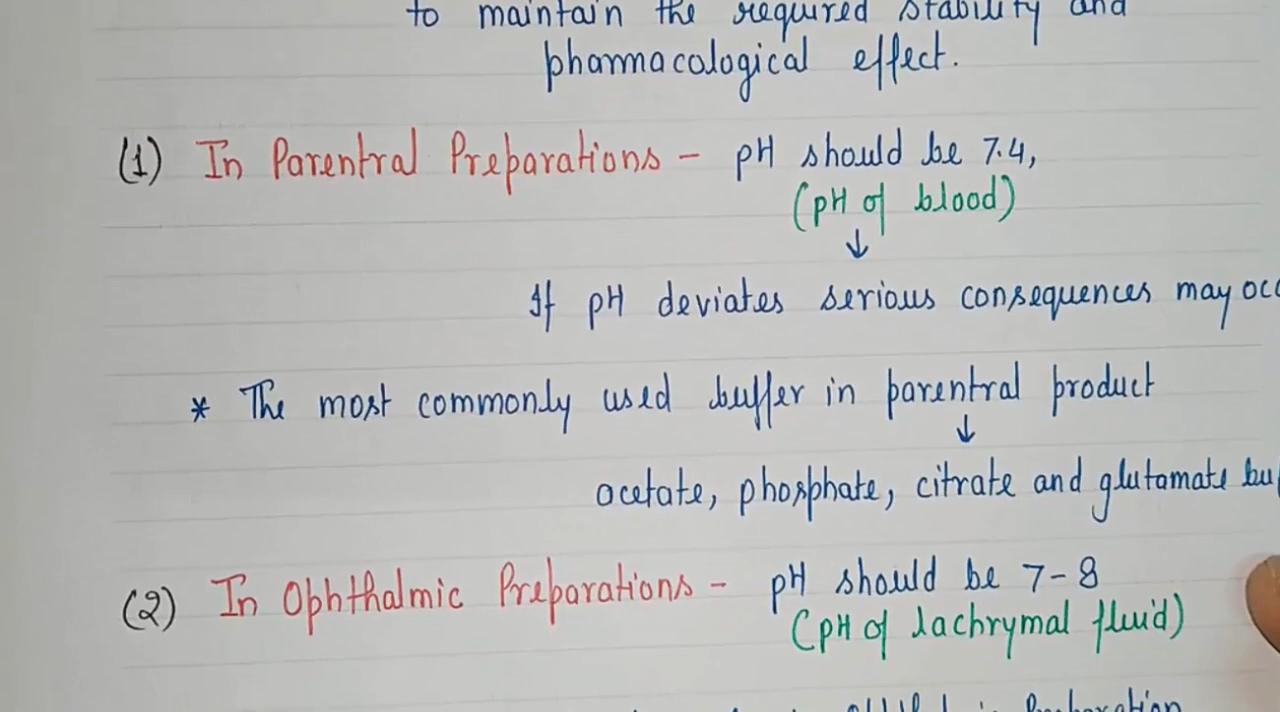 to maintain the required stability and
pharmacological effect.
(1) In Parentral Preparations - pH should be 7.4,
(pH of blood)
↓
If pH deviates serious consequences may
* The most commonly used buffer in parentral product
↓
acetate, phosphate, citrate and glutamate
(2) In Ophthalmic Preparations - pH should be 7-8
(pH of lachrymal fluid)
Preparation